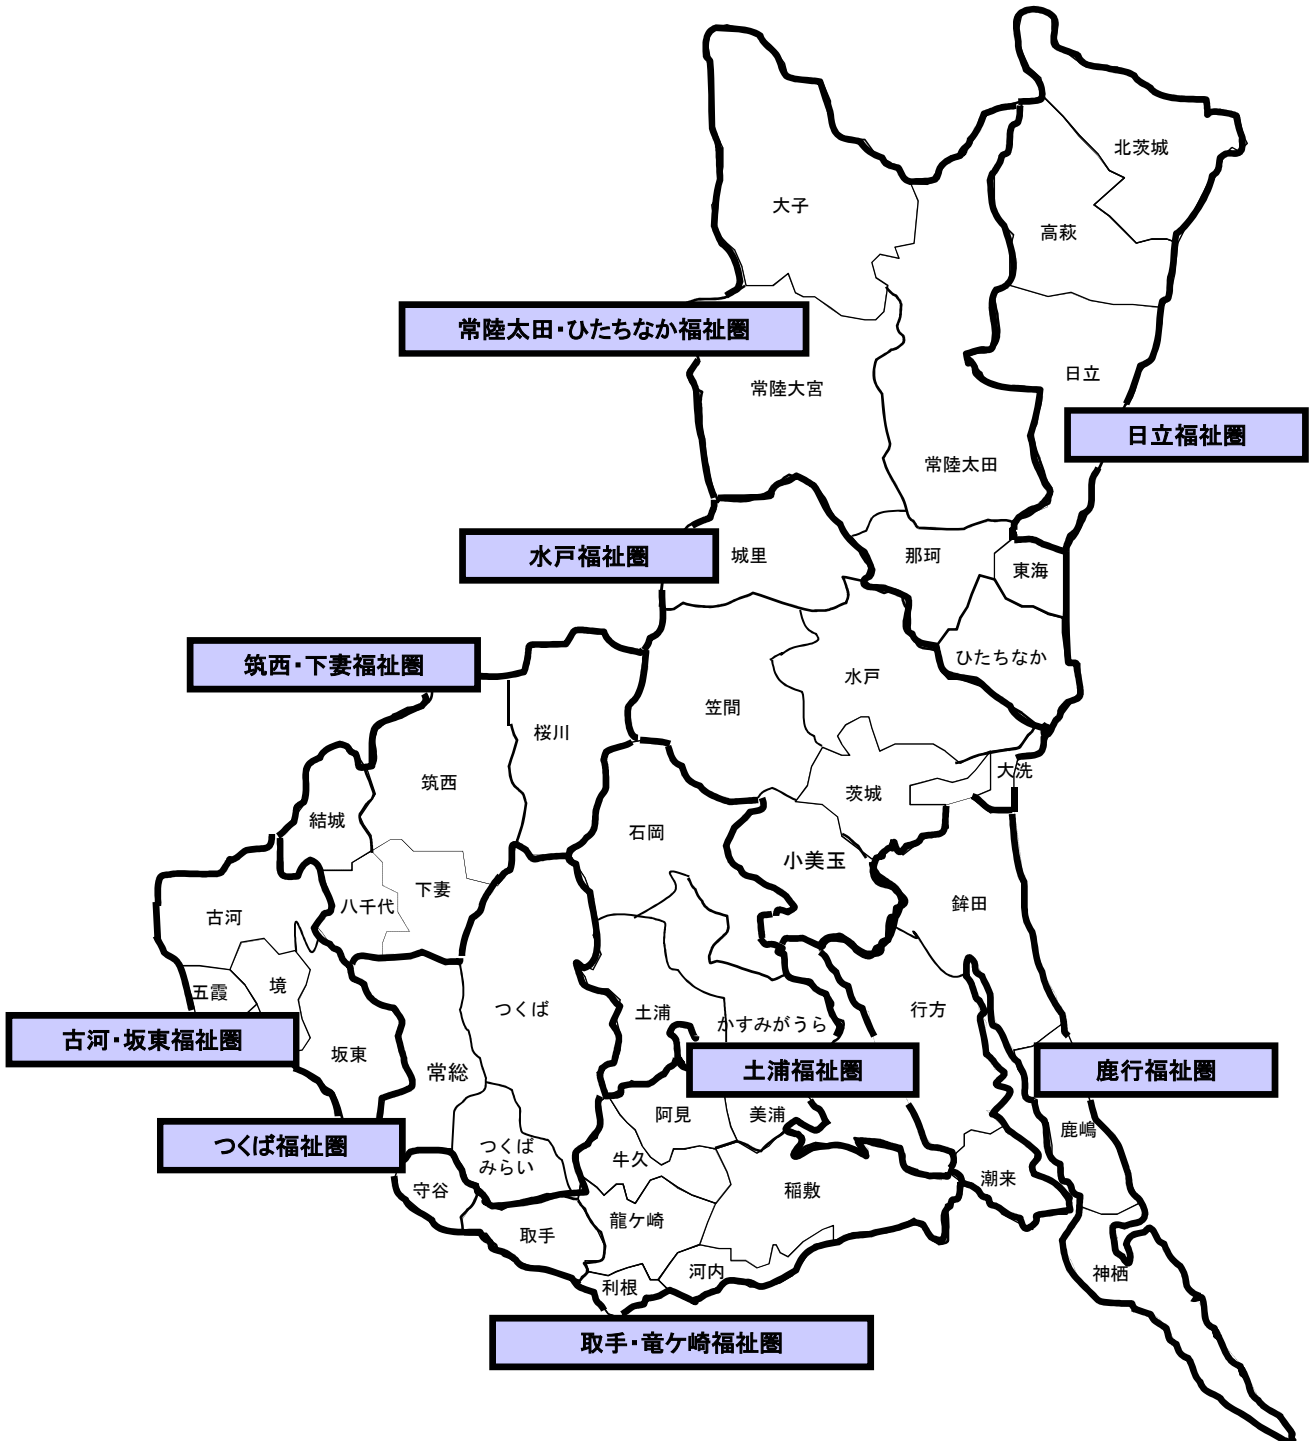 北茨城
大子
高萩
常陸太田・ひたちなか福祉圏
日立
常陸大宮
日立福祉圏
常陸太田
水戸福祉圏
城里
那珂
東海
筑西・下妻福祉圏
ひたちなか
水戸
笠間
桜川
大洗
筑西
茨城
結城
石岡
小美玉
下妻
八千代
鉾田
古河
境
五霞
つくば
土浦
かすみがうら
行方
古河・坂東福祉圏
坂東
常総
土浦福祉圏
鹿行福祉圏
阿見
美浦
鹿嶋
つくば福祉圏
つくば
みらい
牛久
守谷
稲敷
潮来
龍ケ崎
取手
河内
利根
神栖
取手・竜ケ崎福祉圏